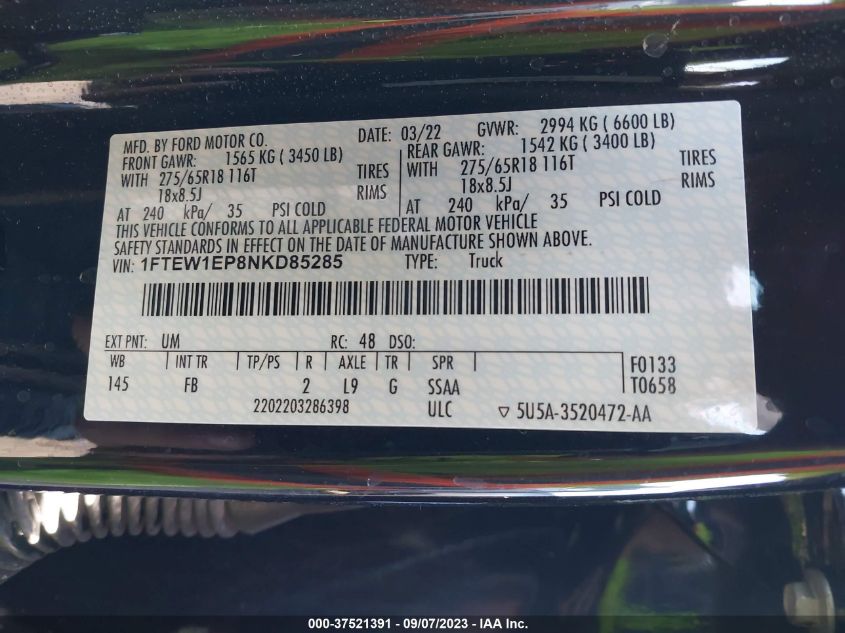 MFD. BY FORD MOTOR CO. DATE: 03/22 GVWR: 2994 KG ( 6600 LB)
FRONT GAWR: 1565 KG ( 3450 LB) REAR GAWR: 1542 KG ( 3400 LB)
WITH 275/65R18 116T TIRES WITH 275/65R18 116T TIRES
18x8.5J RIMS 18x8.5J RIMS
AT 240 kPa/ 35 PSI COLD AT 240 kPa/ 35 PSI COLD
THIS VEHICLE CONFORMS TO ALL APPLICABLE FEDERAL MOTOR VEHICLE
SAFETY STANDARDS IN EFFECT ON THE DATE OF MANUFACTURE SHOWN ABOVE.
VIN: 1FTEW1EP8NKD85285 TYPE: Truck
EXT PNT: UM RC: 48 DSO:
WB INT TR TP/PS R AXLE TR SPR F0133
145 FB 2 L9 G SSAA T0658
2202203286398 ULC ▽ 5U5A-3520472-AA
000-37521391 - 09/07/2023 - IAA Inc.